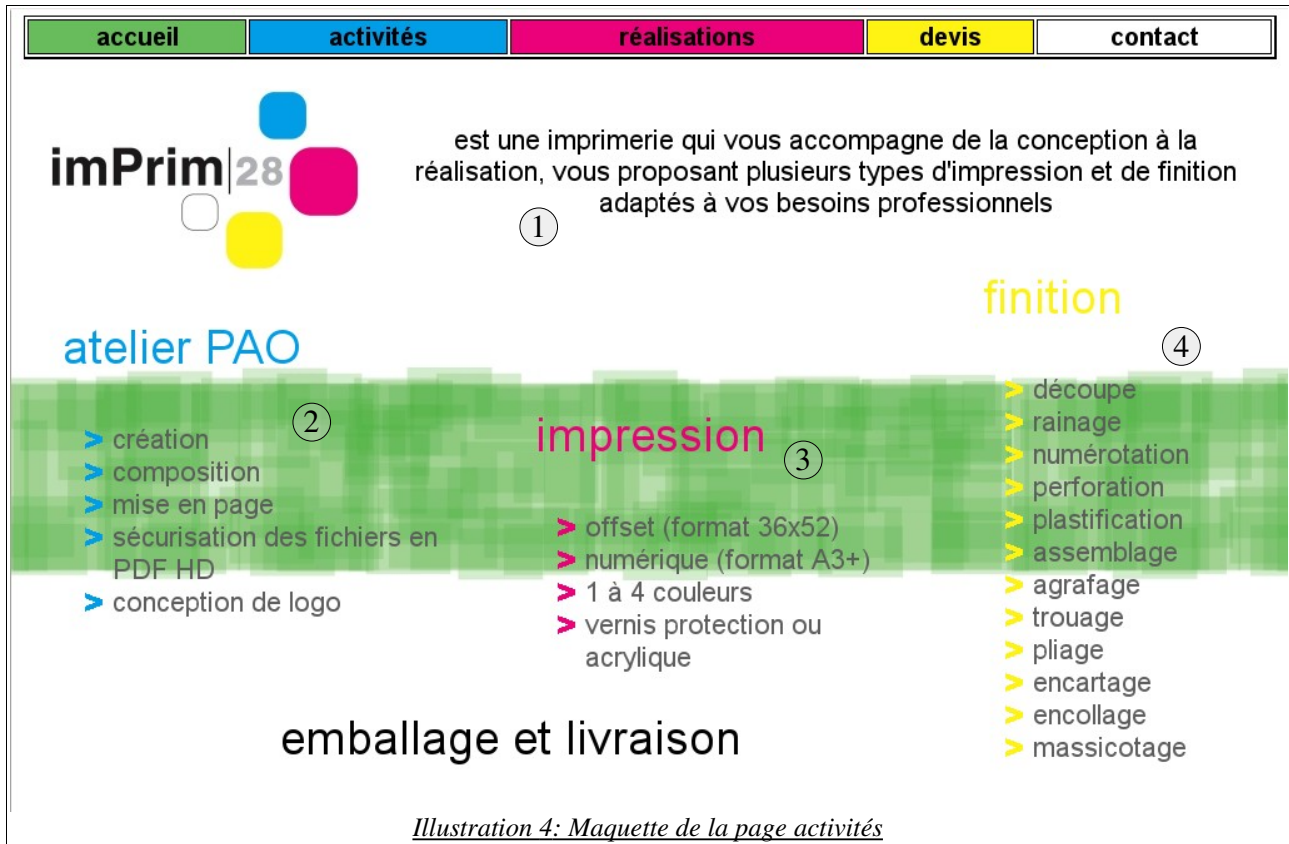 accueil activités réalisations devis contact
imPrim|28
est une imprimerie qui vous accompagne de la conception à la
réalisation, vous proposant plusieurs types d'impression et de finition
adaptés à vos besoins professionnels
1
atelier PAO
2
> création
> composition
> mise en page
> sécurisation des fichiers en
PDF HD
> conception de logo
impression
3
> offset (format 36x52)
> numérique (format A3+)
> 1 à 4 couleurs
> vernis protection ou
acrylique
finition
4
> découpe
> rainage
> numérotation
> perforation
> plastification
> assemblage
> agrafage
> trouage
> pliage
> encartage
> encollage
> massicotage
emballage et livraison
Illustration 4: Maquette de la page activités